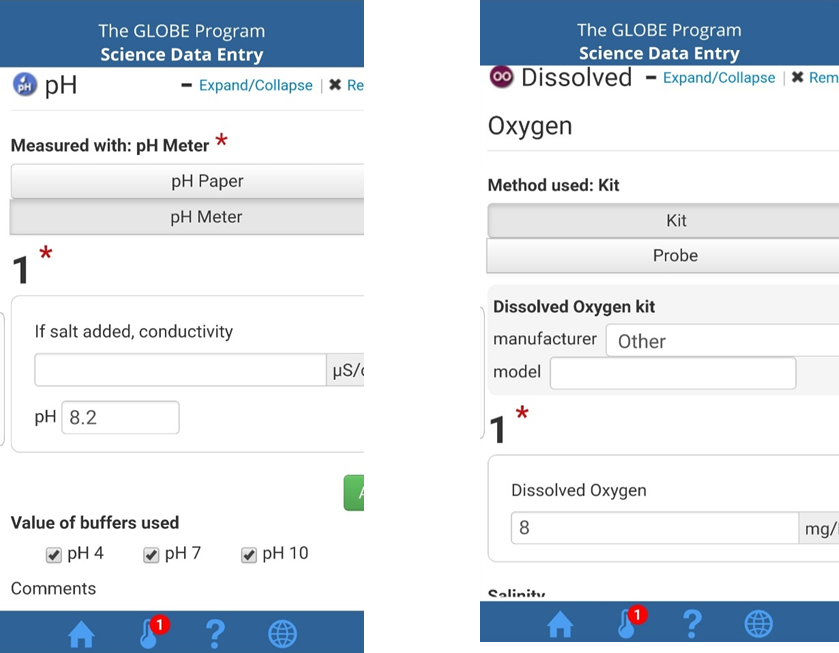 The GLOBE Program
Science Data Entry
pH
pH
Expand/Collapse | ✖ Re
Measured with: pH Meter *
pH Paper
pH Meter
1 *
If salt added, conductivity
µS/c
pH 8.2
A
Value of buffers used
pH 4 pH 7 pH 10
Comments
1
?
The GLOBE Program
Science Data Entry
Dissolved
Expand/Collapse | ✖ Rem
Oxygen
Method used: Kit
Kit
Probe
Dissolved Oxygen kit
manufacturer Other
model
1 *
Dissolved Oxygen
8 mg/
Salinity
1
?